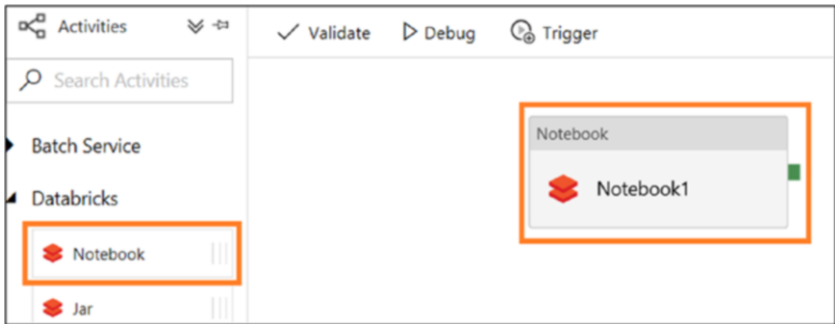 Activities
Validate Debug Trigger
Search Activities
Batch Service
Databricks
Notebook
Jar
Notebook
Notebook1